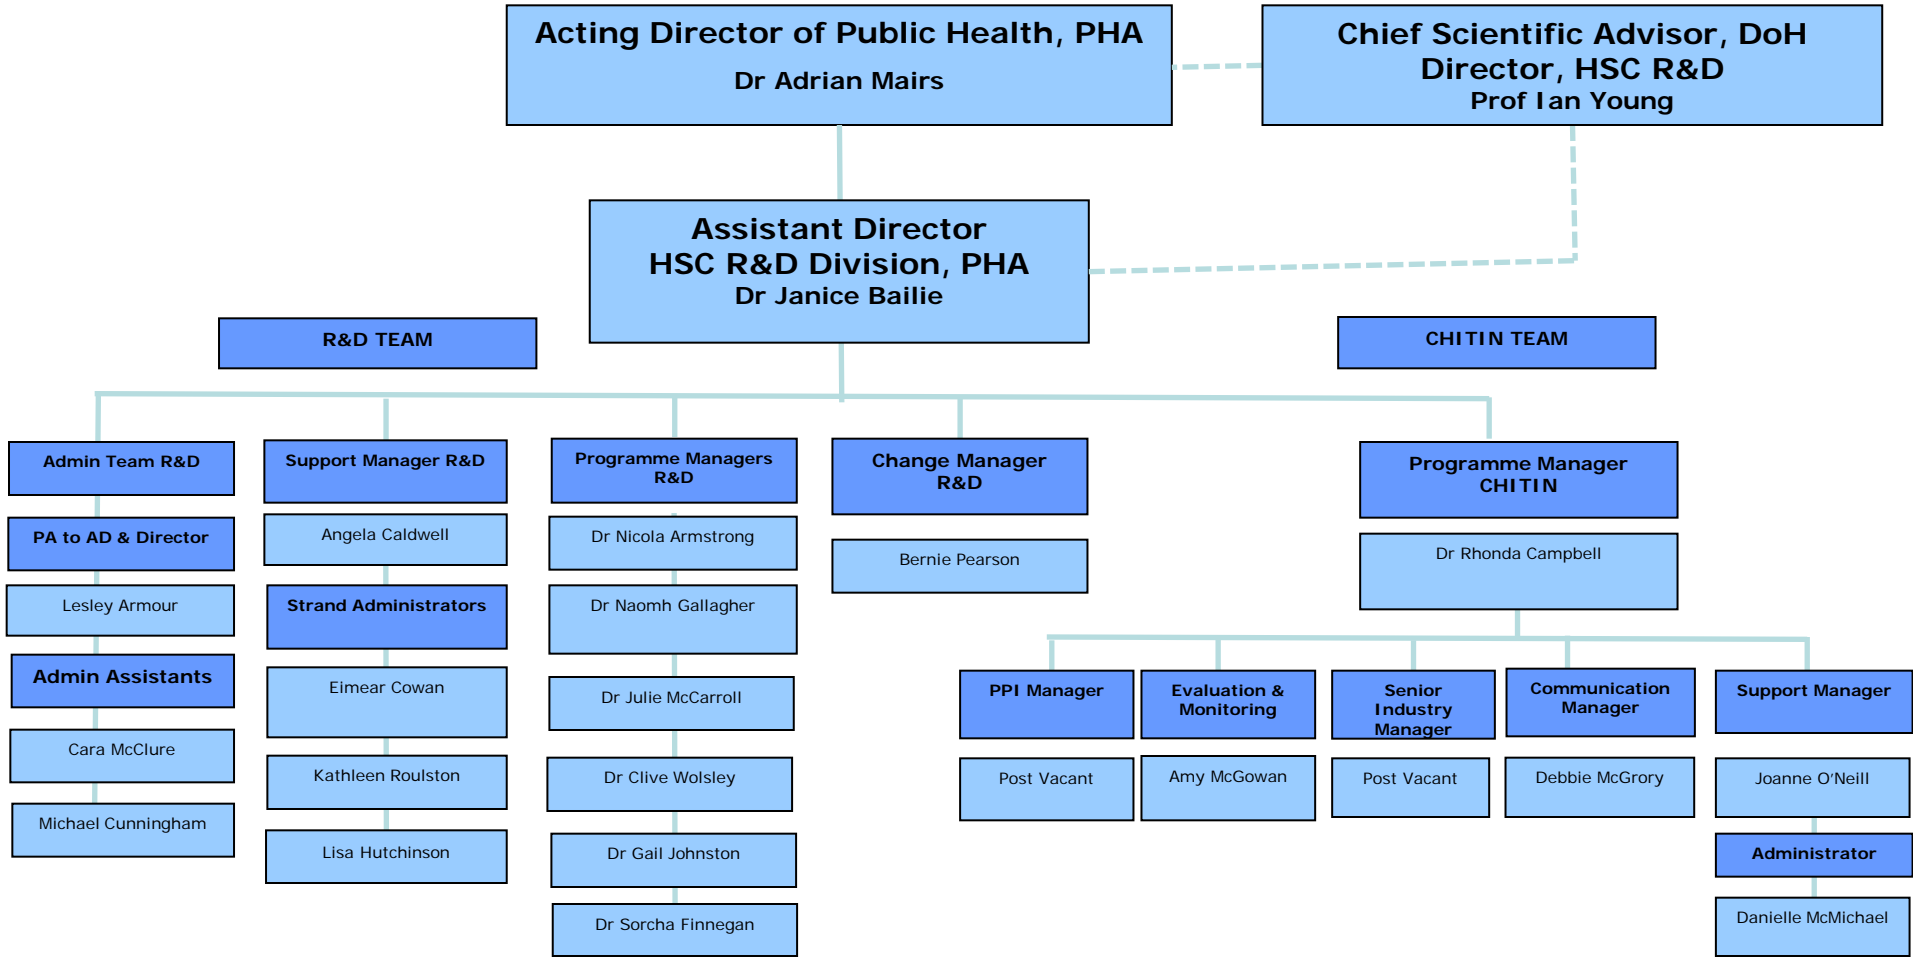 Acting Director of Public Health, PHA
Dr Adrian Mairs
Chief Scientific Advisor, DoH
Director, HSC R&D
Prof Ian Young
Assistant Director
HSC R&D Division, PHA
Dr Janice Bailie
R&D TEAM
CHITIN TEAM
Admin Team R&D
PA to AD & Director
Lesley Armour
Admin Assistants
Cara McClure
Michael Cunningham
Support Manager R&D
Angela Caldwell
Strand Administrators
Eimear Cowan
Kathleen Roulston
Lisa Hutchinson
Programme Managers
R&D
Dr Nicola Armstrong
Dr Naomh Gallagher
Dr Julie McCarroll
Dr Clive Wolsley
Dr Gail Johnston
Dr Sorcha Finnegan
Change Manager
R&D
Bernie Pearson
Programme Manager
CHITIN
Dr Rhonda Campbell
PPI Manager
Post Vacant
Evaluation &
Monitoring
Amy McGowan
Senior
Industry
Manager
Post Vacant
Communication
Manager
Debbie McGrory
Support Manager
Joanne O’Neill
Administrator
Danielle McMichael